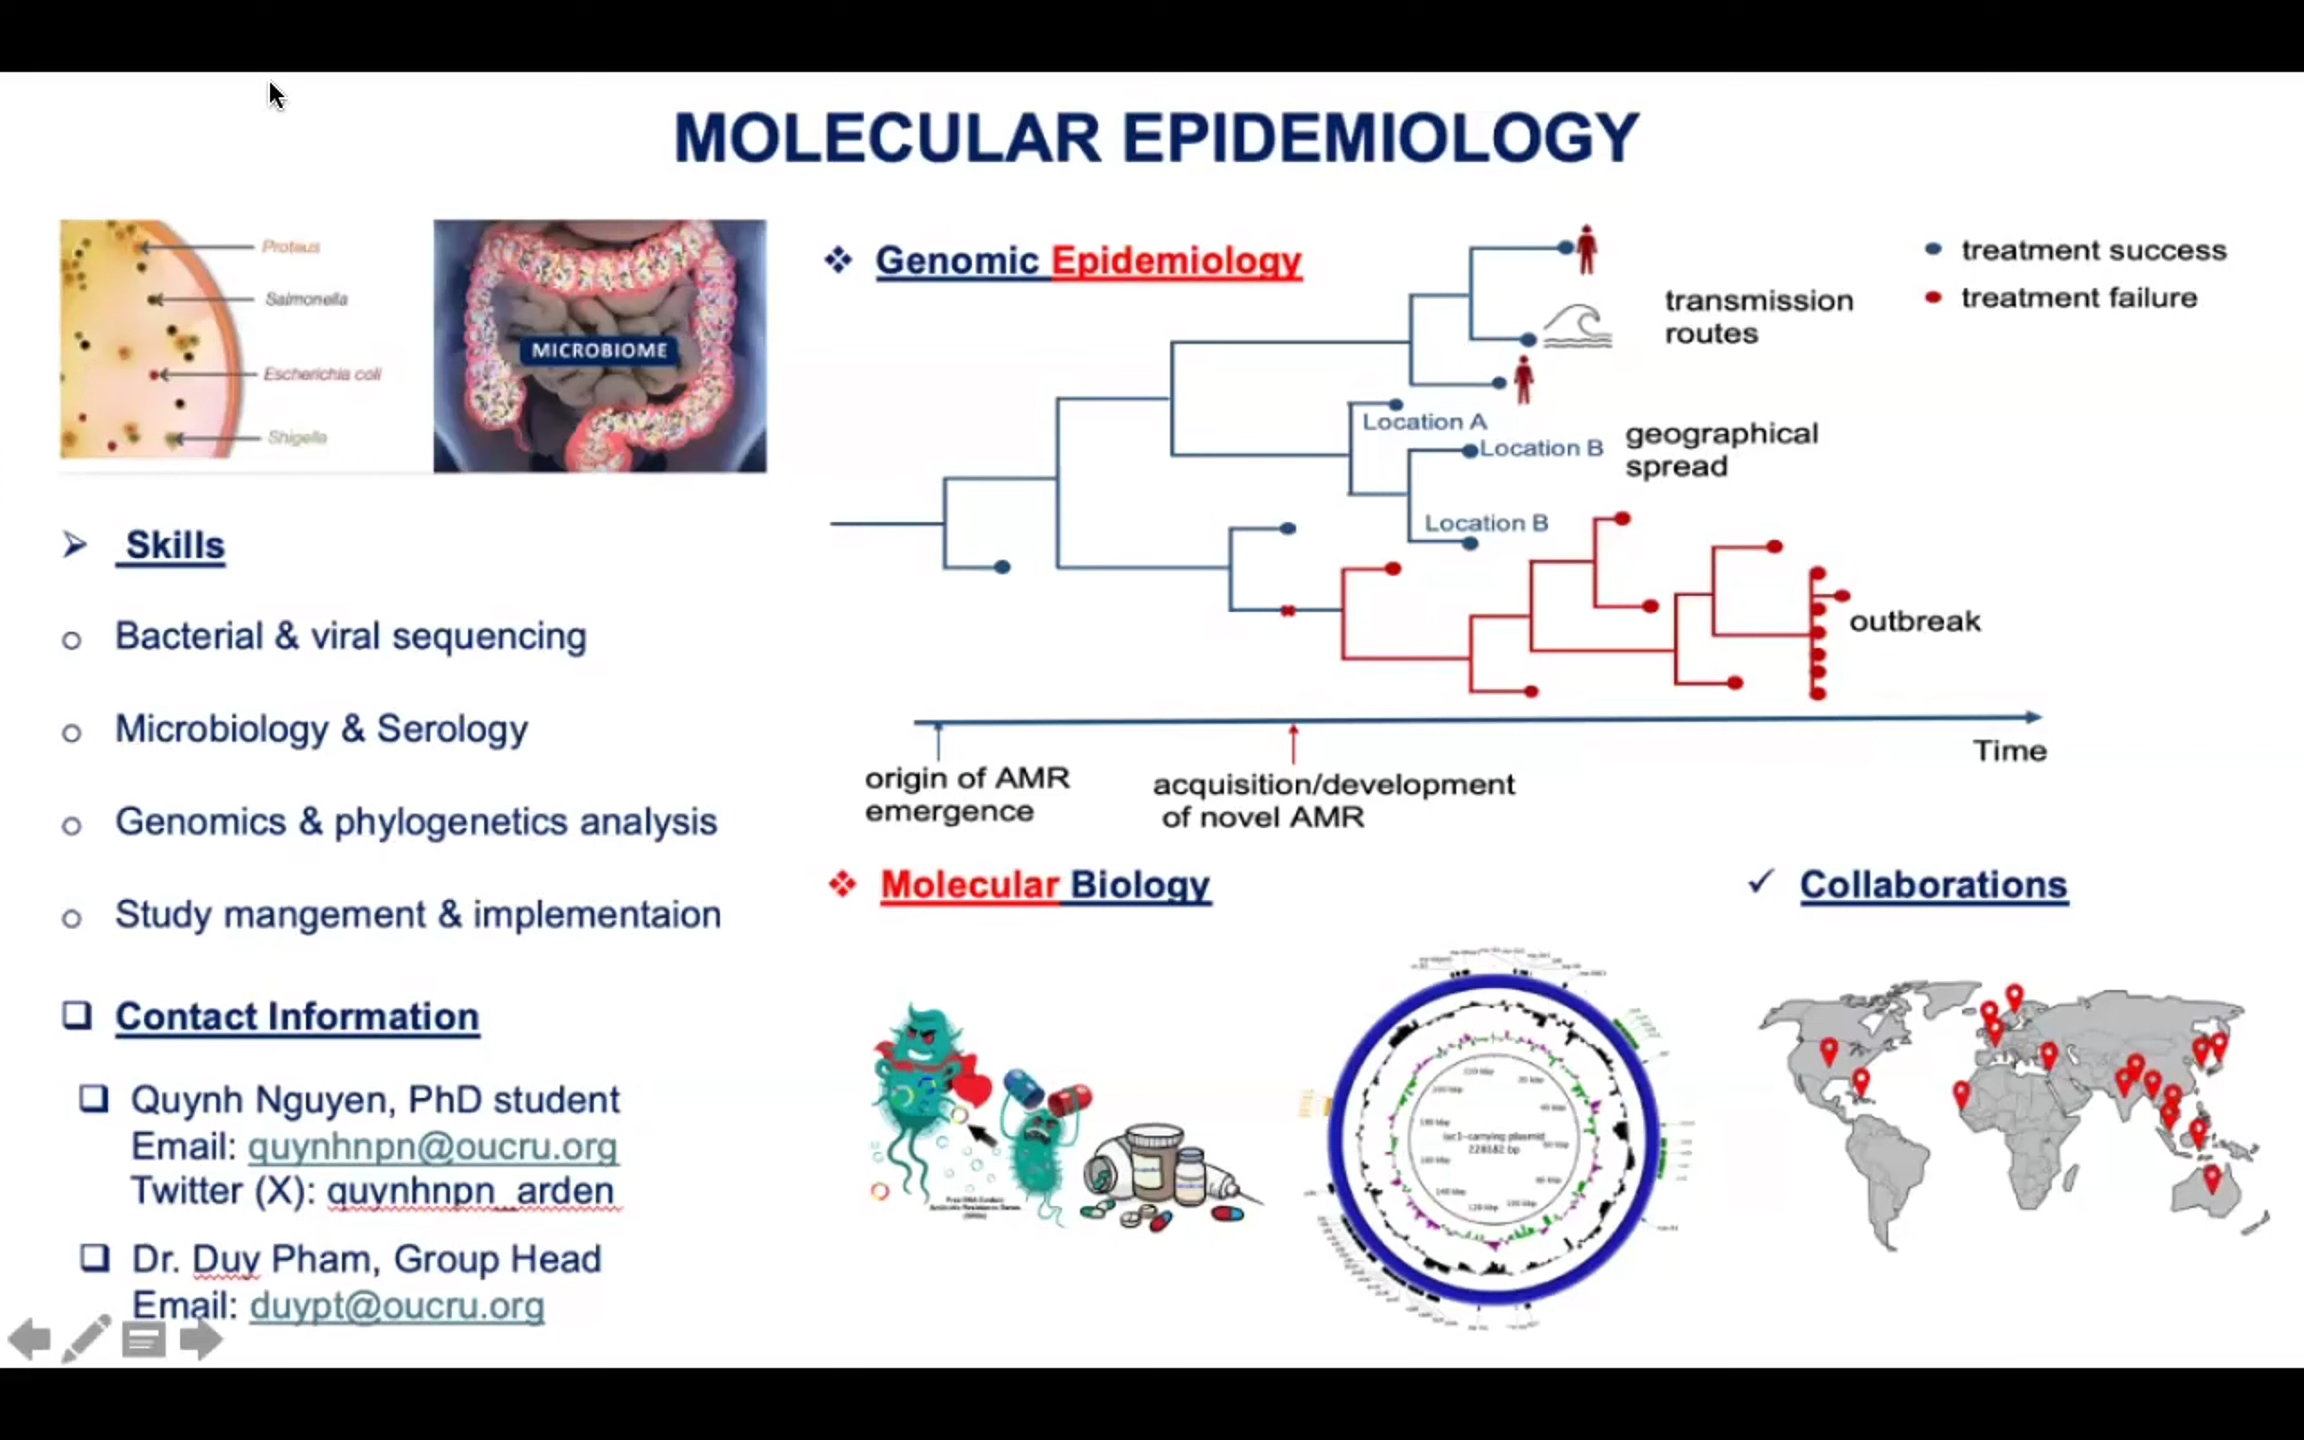 MOLECULAR EPIDEMIOLOGY
Proteus
Salmonella
Escherichia coli
Shigella
MICROBIOME
Skills
Bacterial & viral sequencing
Microbiology & Serology
Genomics & phylogenetics analysis
Study mangement & implementaion
Contact Information
Quynh Nguyen, PhD student
Email: quynhnpn@oucru.org
Twitter (X): quynhnpn_arden
Dr. Duy Pham, Group Head
Email: duypt@oucru.org
Genomic Epidemiology
treatment success
treatment failure
transmission
routes
Location A
Location B
geographical
spread
Location B
outbreak
Time
origin of AMR
emergence
acquisition/development
of novel AMR
Molecular Biology
228182 bp
Collaborations